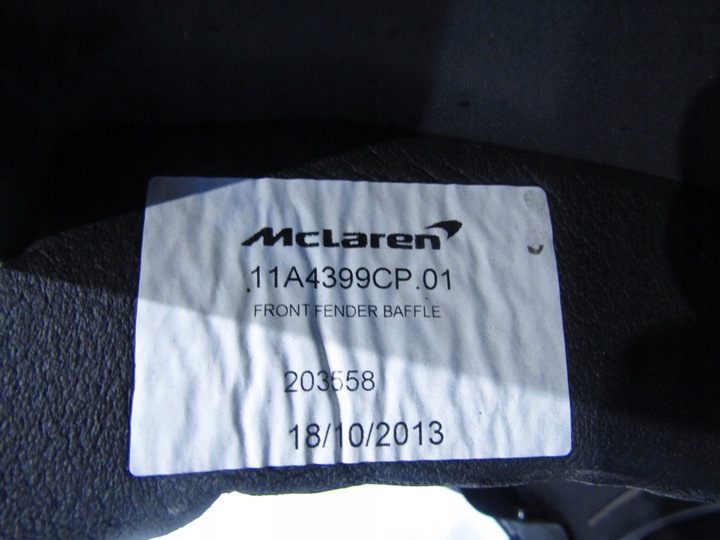 McLaren
11A4399CP.01
FRONT FENDER BAFFLE
203558
18/10/2013